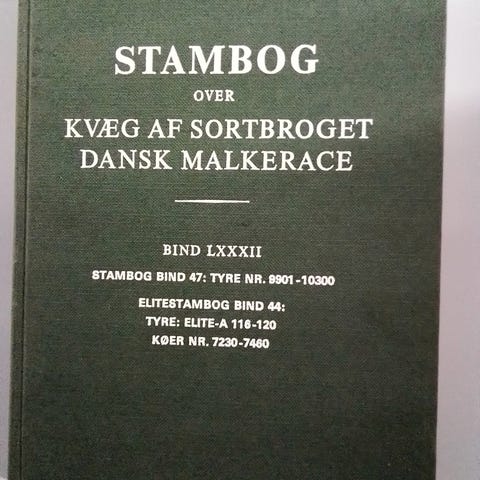 STAMBOG
OVER
KVÆG AF SORTBROGET
DANSK MALKERACE
BIND LXXXII
STAMBOG BIND 47: TYRE NR. 9901-10300
ELITESTAMBOG BIND 44:
TYRE: ELITE-A 116-120
KØER NR. 7230-7460